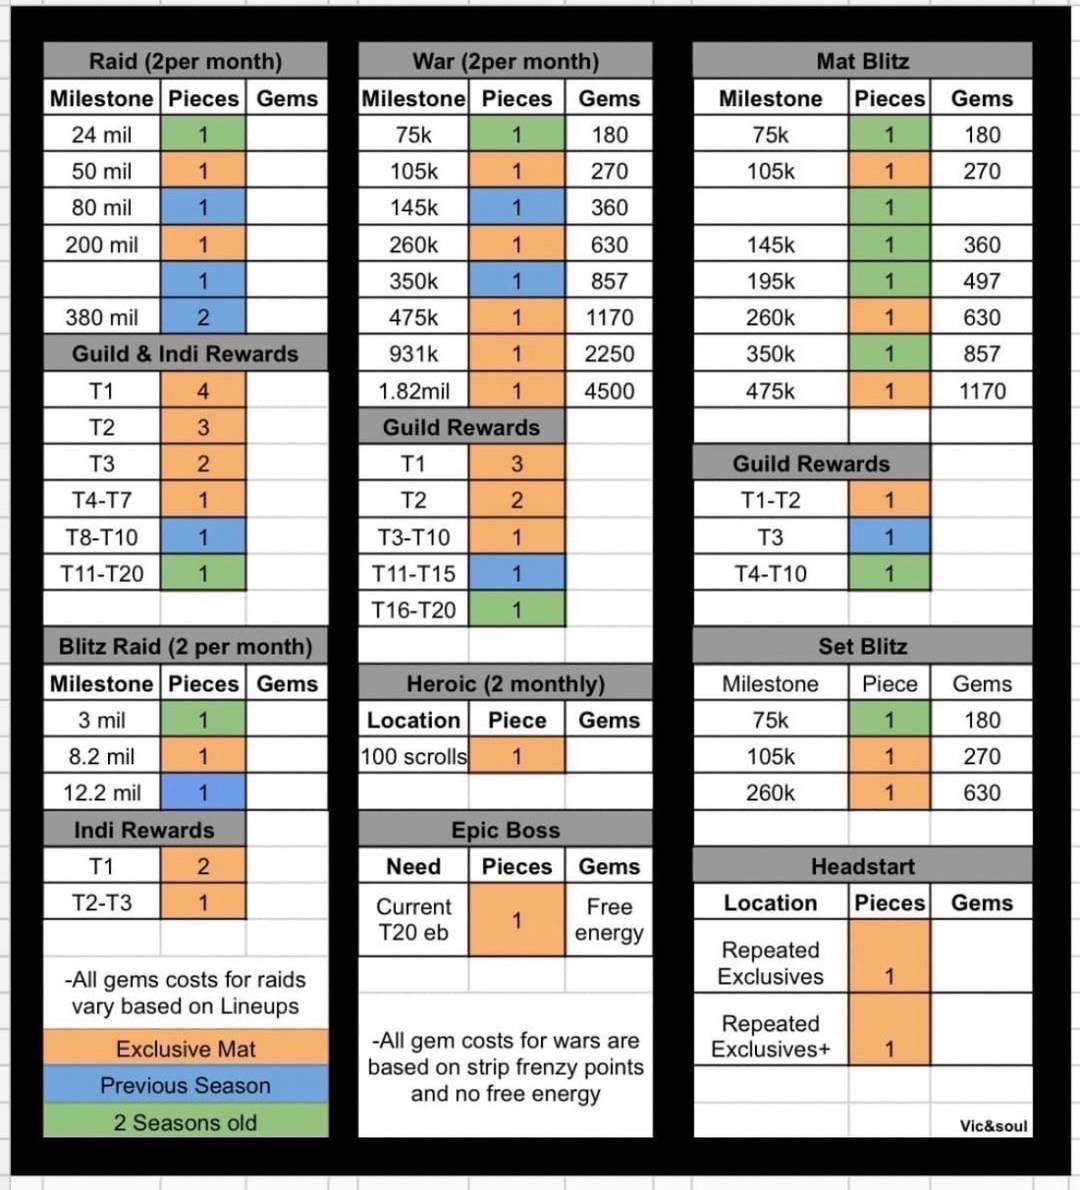 Raid (2per month)
Milestone Pieces Gems
24 mil 1
50 mil 1
80 mil 1
200 mil 1
1
380 mil 2
Guild & Indi Rewards
T1 4
T2 3
T3 2
T4-T7 1
T8-T10 1
T11-T20 1
Blitz Raid (2 per month)
Milestone Pieces Gems
3 mil 1
8.2 mil 1
12.2 mil 1
Indi Rewards
T1 2
T2-T3 1
-All gems costs for raids
vary based on Lineups
Exclusive Mat
Previous Season
2 Seasons old
War (2per month)
Milestone Pieces Gems
75k 1 180
105k 1 270
145k 1 360
260k 1 630
350k 1 857
475k 1 1170
931k 1 2250
1.82mil 1 4500
Guild Rewards
T1 3
T2 2
T3-T10 1
T11-T15 1
T16-T20 1
Heroic (2 monthly)
Location Piece Gems
100 scrolls 1
Epic Boss
Need Pieces Gems
Current
T20 eb
1
Free
energy
-All gem costs for wars are
based on strip frenzy points
and no free energy
Mat Blitz
Milestone Pieces Gems
75k 1 180
105k 1 270
1
145k 1 360
195k 1 497
260k 1 630
350k 1 857
475k 1 1170
Guild Rewards
T1-T2 1
T3 1
T4-T10 1
Set Blitz
Milestone Piece Gems
75k 1 180
105k 1 270
260k 1 630
Headstart
Location Pieces Gems
Repeated
Exclusives 1
Repeated
Exclusives+ 1
Vic&soul